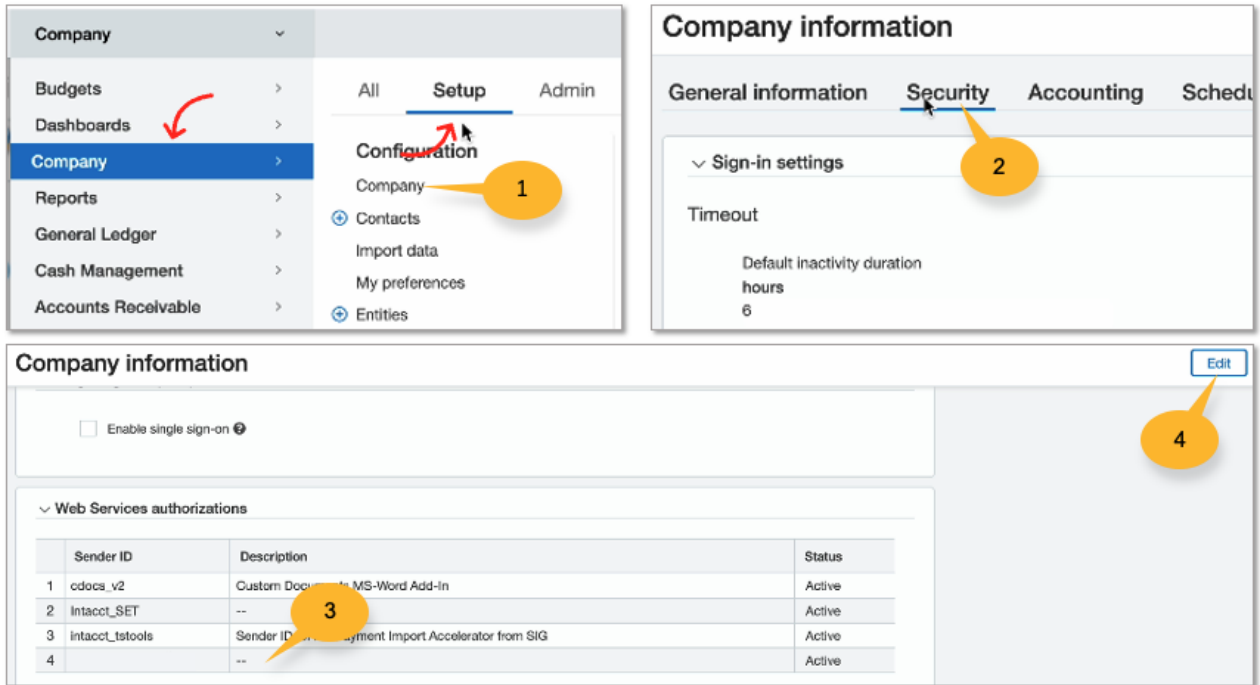 Company
Budgets
Dashboards
Company
Reports
General Ledger
Cash Management
Accounts Receivable
All Setup Admin
Configuration
Company
1
Contacts
Import data
My preferences
Entities
Company information
General information Security Accounting Schedu
Sign-in settings
2
Timeout
Default inactivity duration
hours
6
Company information
Edit
Enable single sign-on
4
Web Services authorizations
Sender ID Description Status
1 cdocs_v2 Custom MS-Word Add-In Active
2 Intacct_SET -- Active
3
3 intacct_tstools Sender ID Import Accelerator from SIG Active
4 -- Active